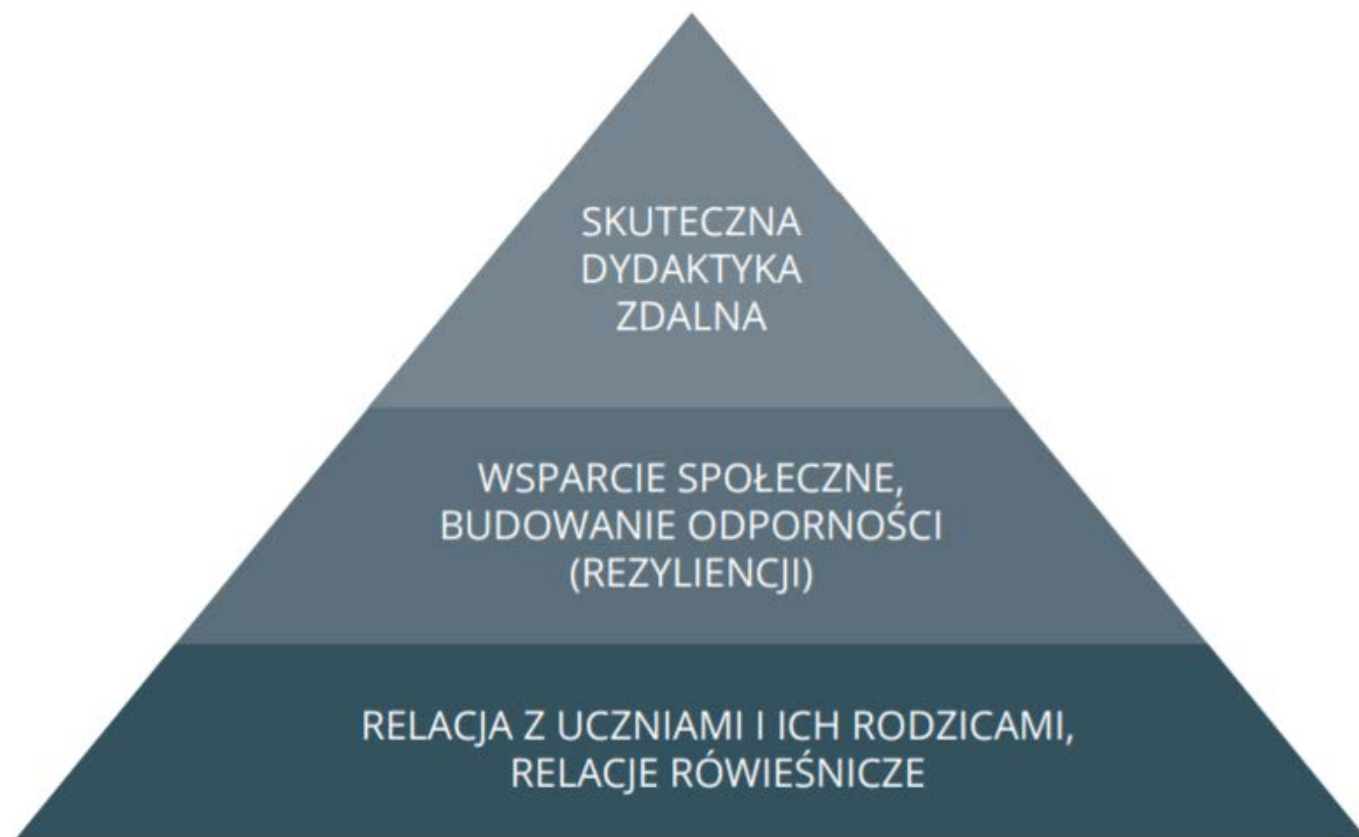 SKUTECZNA
DYDAKTYKA
ZDALNA
WSPARCIE SPOŁECZNE,
BUDOWANIE ODPORNOŚCI
(REZYLIENCJI)
RELACJA Z UCZNIAMI I ICH RODZICAMI,
RELACJE RÓWIEŚNICZE